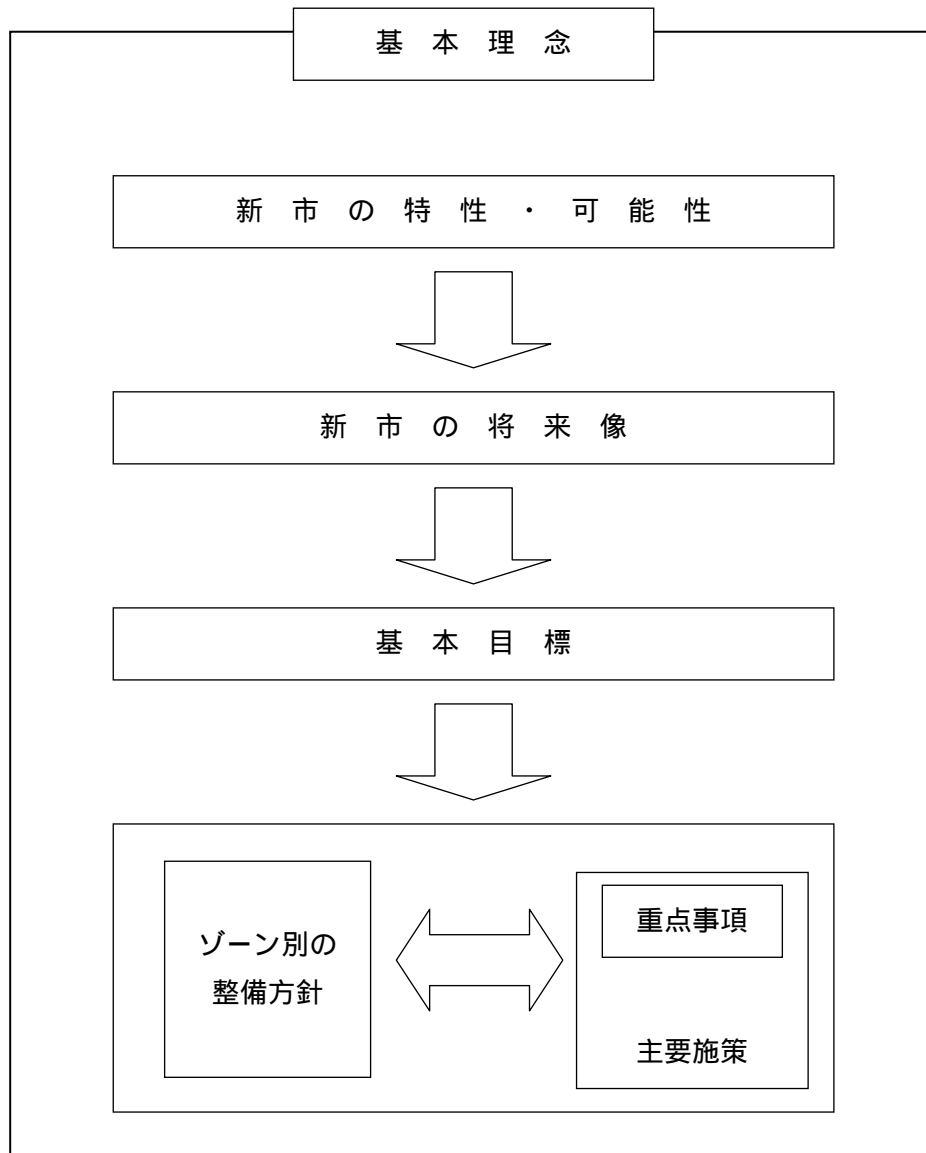 基本理念
新市の特性・可能性
新市の将来像
基本目標
ゾーン別の
整備方針
重点事項
主要施策